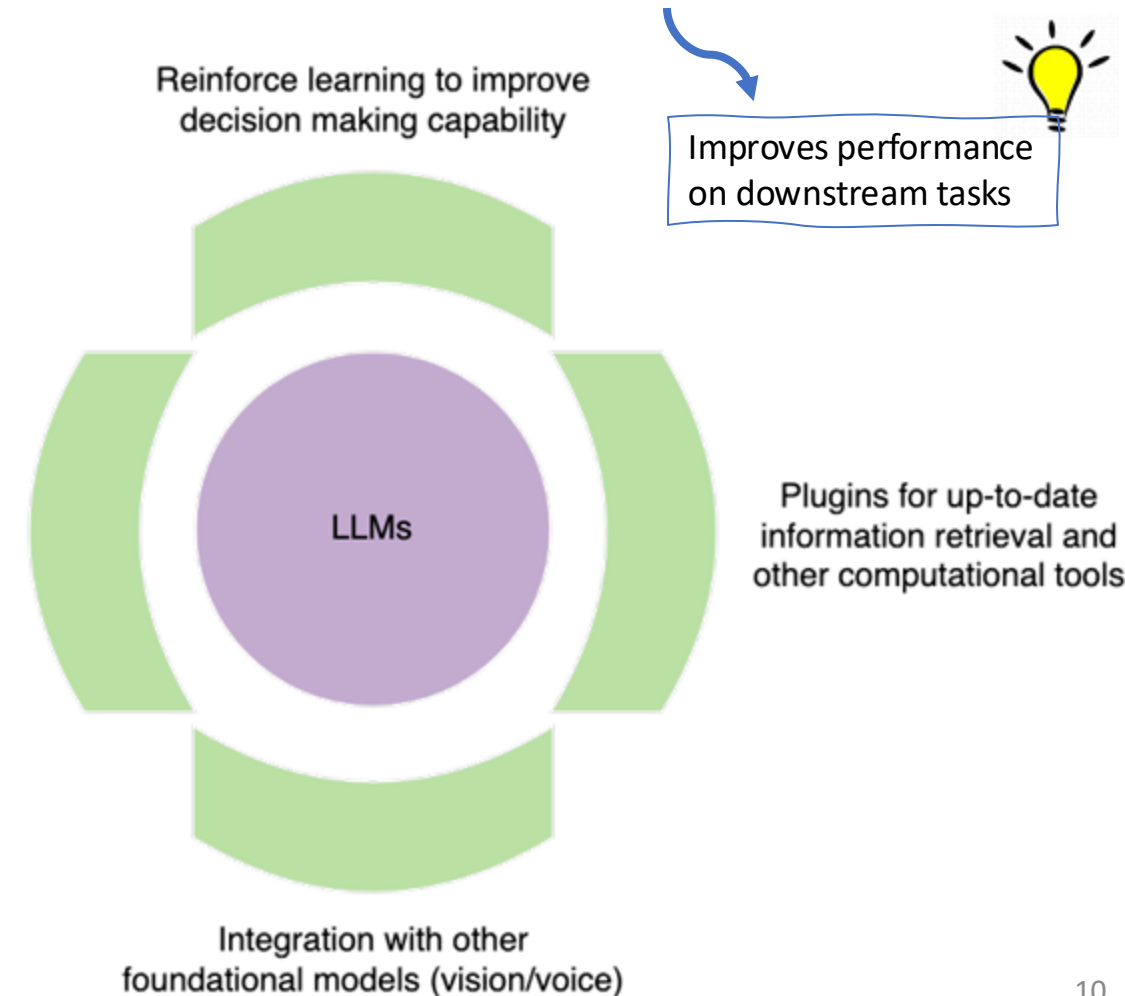 Reinforce learning to improve
decision making capability
Improves performance
on downstream tasks
LLMs
Plugins for up-to-date
information retrieval and
other computational tools
Integration with other
foundational models (vision/voice)
10